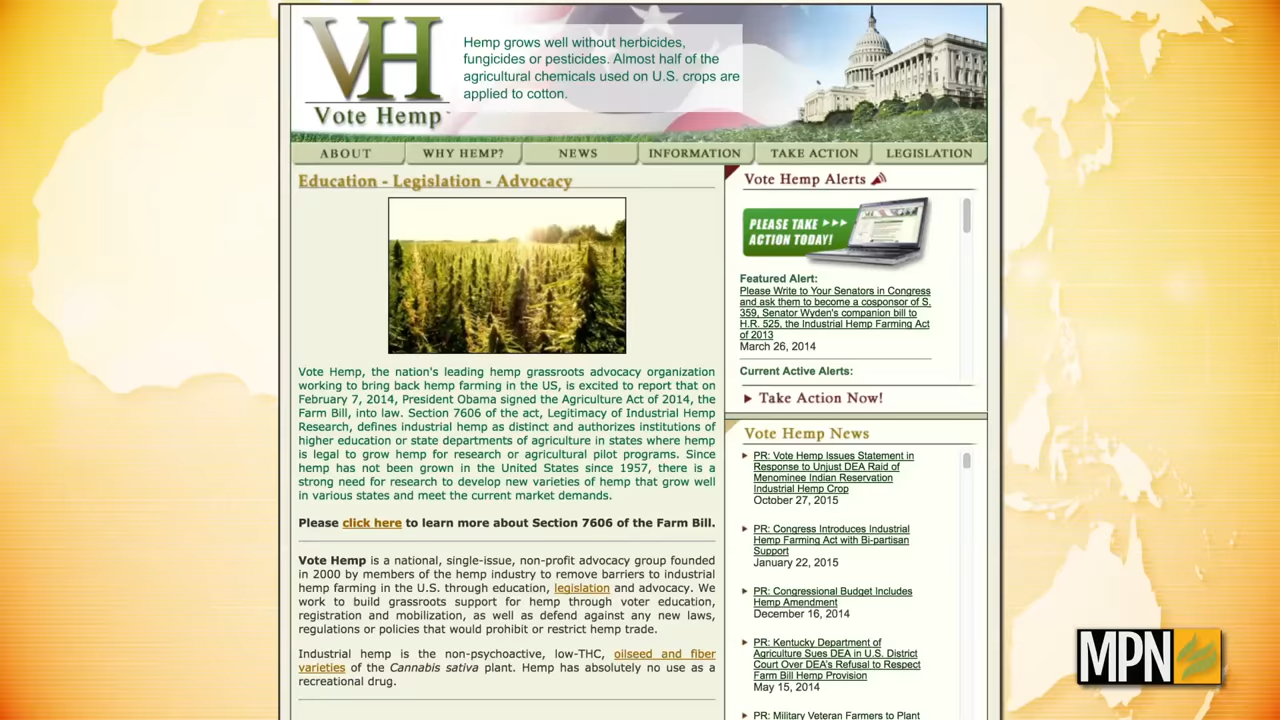 VH
Vote Hemp
Hemp grows well without herbicides,
fungicides or pesticides. Almost half of the
agricultural chemicals used on U.S. crops are
applied to cotton.
ABOUT
WHY HEMP?
NEWS
INFORMATION
TAKE ACTION
LEGISLATION
Education - Legislation - Advocacy
Vote Hemp, the nation's leading hemp grassroots advocacy organization
working to bring back hemp farming in the US, is excited to report that on
February 7, 2014, President Obama signed the Agriculture Act of 2014, the
Farm Bill, into law. Section 7606 of the act, Legitimacy of Industrial Hemp
Research, defines industrial hemp as distinct and authorizes institutions of
higher education or state departments of agriculture in states where hemp
is legal to grow hemp for research or agricultural pilot programs. Since
hemp has not been grown in the United States since 1957, there is a
strong need for research to develop new varieties of hemp that grow well
in various states and meet the current market demands.
Please click here to learn more about Section 7606 of the Farm Bill.
Vote Hemp is a national, single-issue, non-profit advocacy group founded
in 2000 by members of the hemp industry to remove barriers to industrial
hemp farming in the U.S. through education, legislation and advocacy. We
work to build grassroots support for hemp through voter education,
registration and mobilization, as well as defend against any new laws,
regulations or policies that would prohibit or restrict hemp trade.
Industrial hemp is the non-psychoactive, low-THC, oilseed and fiber
varieties of the Cannabis sativa plant. Hemp has absolutely no use as a
recreational drug.
Vote Hemp Alerts
PLEASE TAKE
ACTION TODAY!
Featured Alert:
Please Write to Your Senators in Congress
and ask them to become a cosponsor of S.
359, Senator Wyden's companion bill to
H.R. 525, the Industrial Hemp Farming Act
of 2013
March 26, 2014
Current Active Alerts:
Take Action Now!
Vote Hemp News
PR: Vote Hemp Issues Statement in
Response to Unjust DEA Raid of
Menominee Indian Reservation
Industrial Hemp Crop
October 27, 2015
PR: Congress Introduces Industrial
Hemp Farming Act with Bi-partisan
Support
January 22, 2015
PR: Congressional Budget Includes
Hemp Amendment
December 16, 2014
PR: Kentucky Department of
Agriculture Sues DEA in U.S. District
Court Over DEA's Refusal to Respect
Farm Bill Hemp Provision
May 15, 2014
PR: Military Veteran Farmers to Plant
MPN